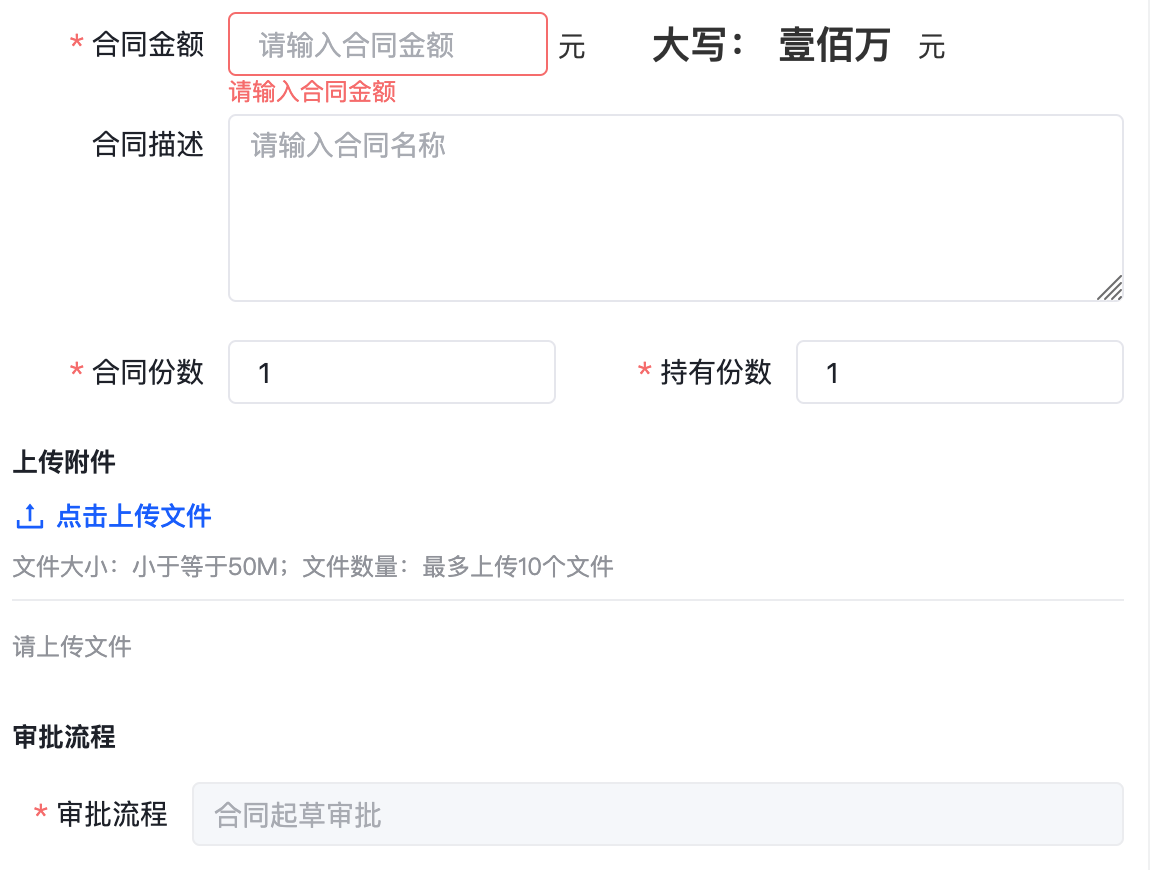 * 合同金额 请输入合同金额 元 大写： 壹佰万 元
请输入合同金额
合同描述 请输入合同名称
* 合同份数 1 * 持有份数 1
上传附件
点击上传文件
文件大小：小于等于50M；文件数量：最多上传10个文件
请上传文件
审批流程
* 审批流程 合同起草审批